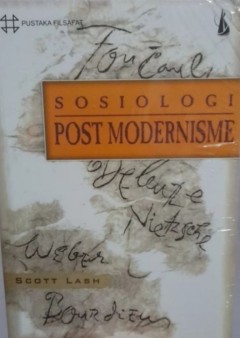 PUSTAKA FILSAFAT
Foucault
SOSIOLOGI
POST MODERNISME
Deleuze
Nietzsche
Weber
SCOTT LASH
Bourdieu